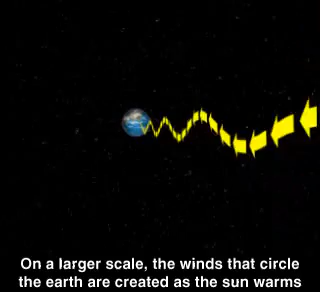 On a larger scale, the winds that circle
the earth are created as the sun warms